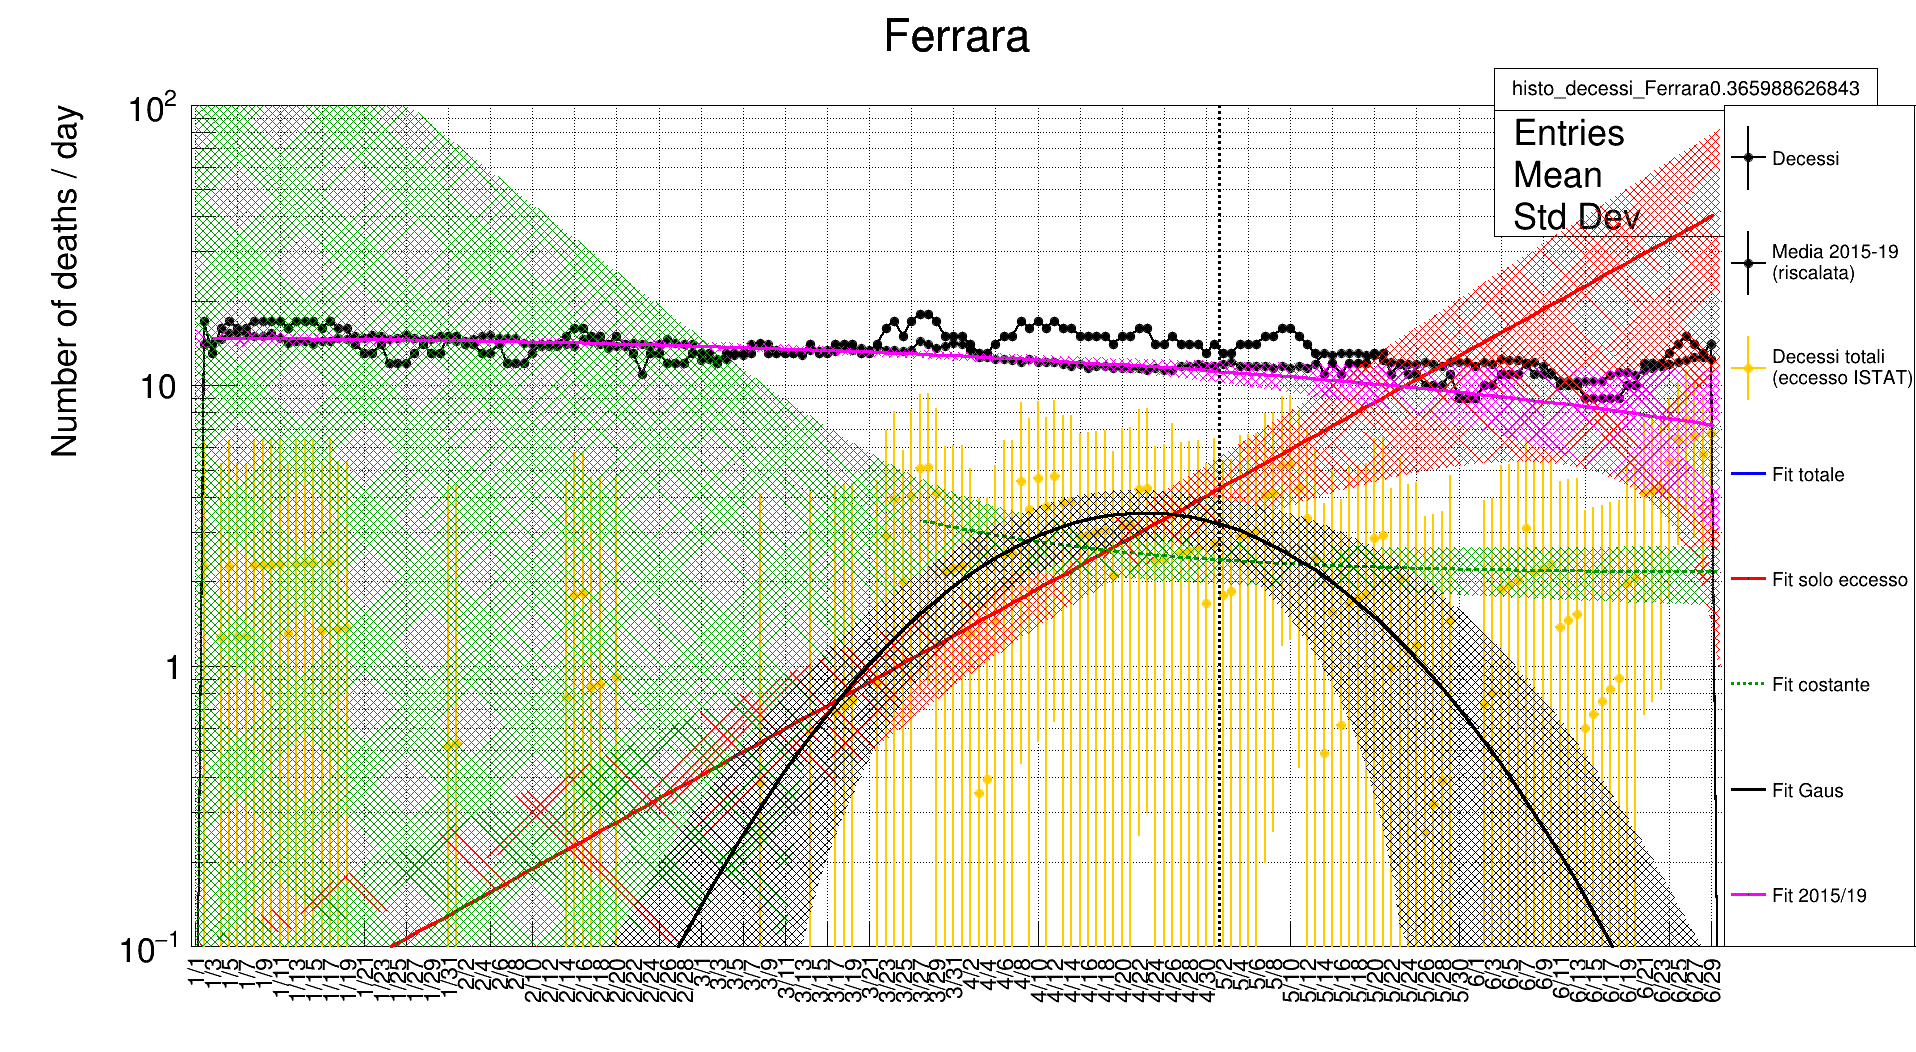 Ferrara
histo_decessi_Ferrara0.365988626843
Entries
Mean
Std Dev
Number of deaths / day
10²
10
1
10⁻¹
Decessi
Media 2015-19
(riscalata)
Decessi totali
(eccesso ISTAT)
Fit totale
Fit solo eccesso
Fit costante
Fit Gaus
Fit 2015/19
1/1 1/3 1/5 1/7 1/9 1/11 1/13 1/15 1/17 1/19 1/21 1/23 1/25 1/27 1/29 1/31 2/2 2/4 2/6 2/8 2/10 2/12 2/14 2/16 2/18 2/20 2/22 2/24 2/26 2/28 3/1 3/3 3/5 3/7 3/9 3/11 3/13 3/15 3/17 3/19 3/21 3/23 3/25 3/27 3/29 3/31 4/2 4/4 4/6 4/8 4/10 4/12 4/14 4/16 4/18 4/20 4/22 4/24 4/26 4/28 4/30 5/2 5/4 5/6 5/8 5/10 5/12 5/14 5/16 5/18 5/20 5/22 5/24 5/26 5/28 5/30 6/1 6/3 6/5 6/7 6/9 6/11 6/13 6/15 6/17 6/19 6/21 6/23 6/25 6/27 6/29